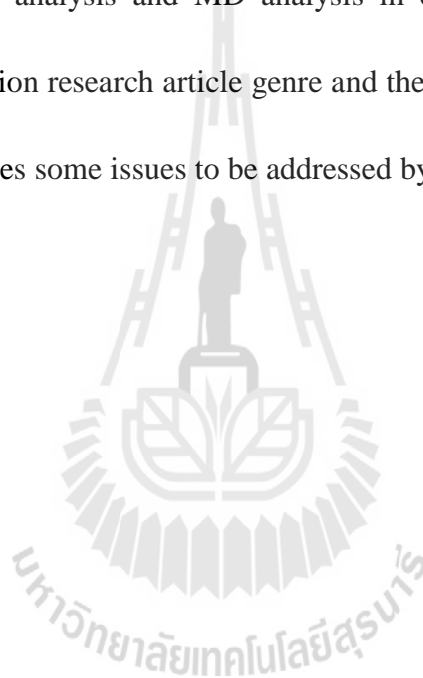 analysis and MD analysis in
ion research article genre and the
es some issues to be addressed by
มหาวิทยาลัยเทคโนโลยีสุรนารี